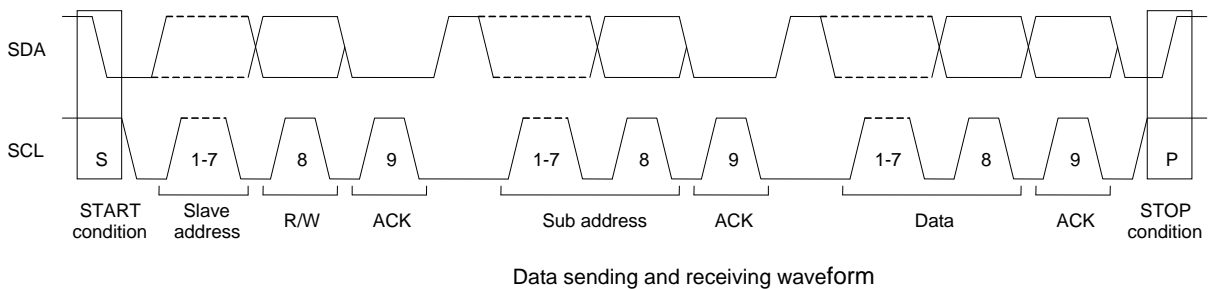 SDA
SCL
S 1-7 8 9 1-7 8 9 1-7 8 9 P
START condition
Slave address
R/W
ACK
Sub address
ACK
Data
ACK
STOP condition
Data sending and receiving waveform